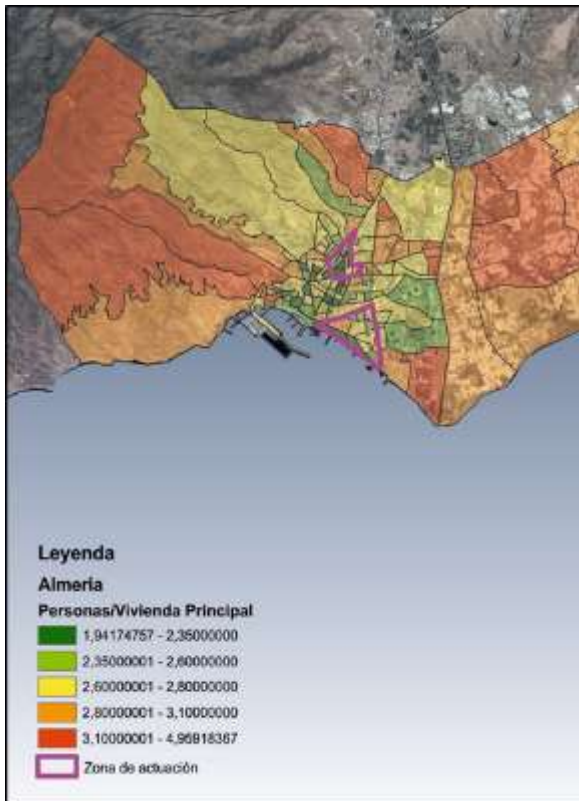 Leyenda
Almeria
Personas/Vivienda Principal
1,94174757 - 2,35000000
2,35000001 - 2,60000000
2,60000001 - 2,80000000
2,80000001 - 3,10000000
3,10000001 - 4,95918367
Zona de actuación